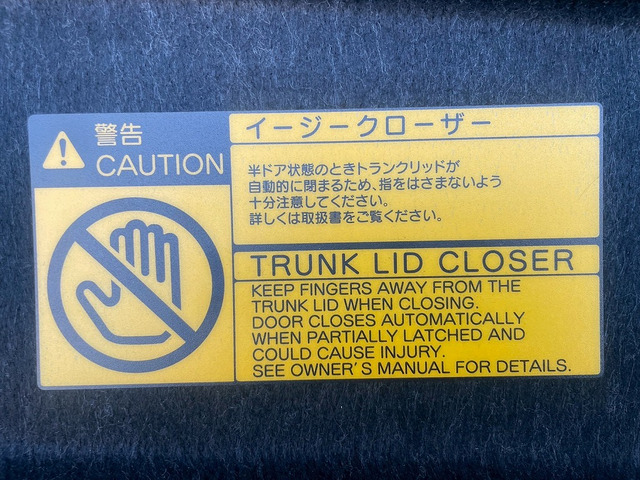 警告
CAUTION
イージークローザー
半ドア状態のときトランクリッドが
自動的に閉まるため、指をはさまないよう
十分注意してください。
詳しくは取扱書をご覧ください。
TRUNK LID CLOSER
KEEP FINGERS AWAY FROM THE
TRUNK LID WHEN CLOSING.
DOOR CLOSES AUTOMATICALLY
WHEN PARTIALLY LATCHED AND
COULD CAUSE INJURY.
SEE OWNER'S MANUAL FOR DETAILS.